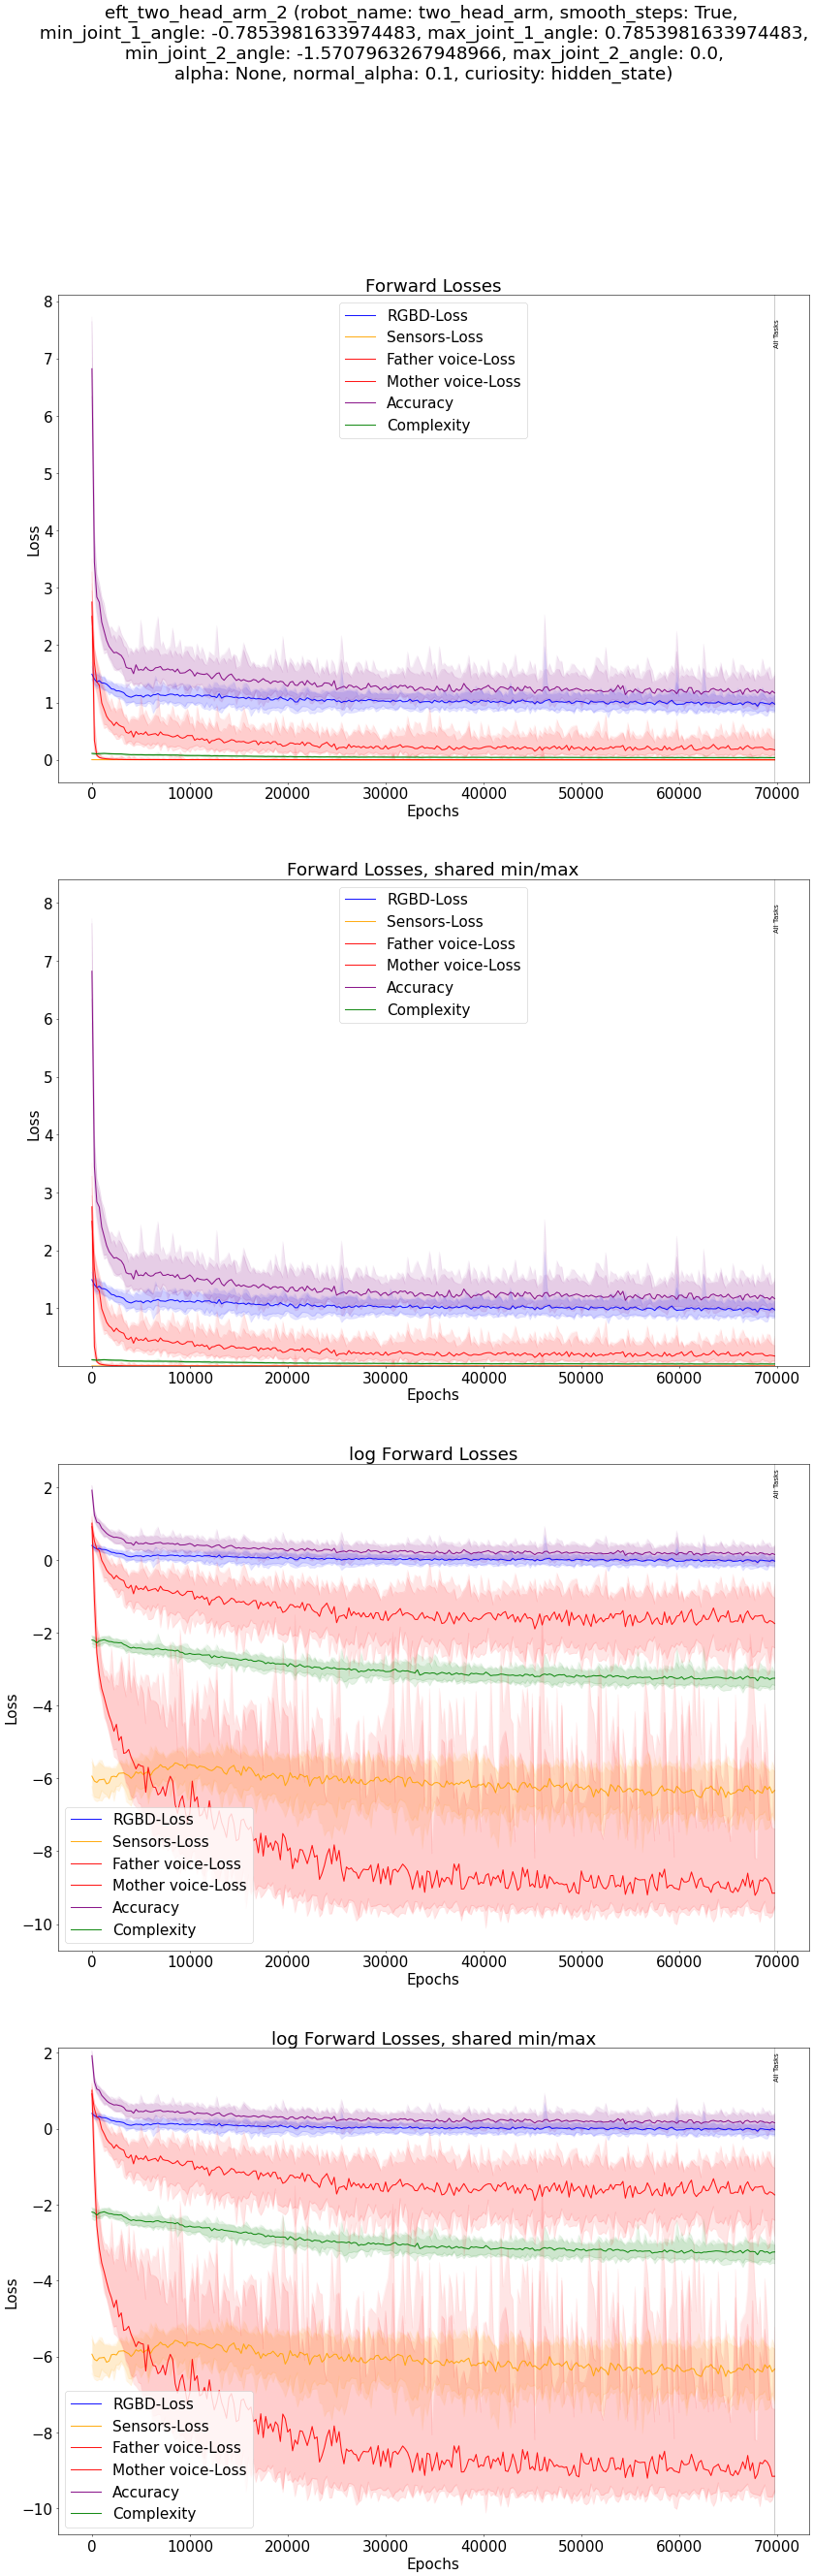 eft_two_head_arm_2 (robot_name: two_head_arm, smooth_steps: True,
min_joint_1_angle: -0.7853981633974483, max_joint_1_angle: 0.7853981633974483,
min_joint_2_angle: -1.5707963267948966, max_joint_2_angle: 0.0,
alpha: None, normal_alpha: 0.1, curiosity: hidden_state)
Forward Losses
8
7
6
5
4
3
2
1
0
Loss
RGBD-Loss
Sensors-Loss
Father voice-Loss
Mother voice-Loss
Accuracy
Complexity
All Tasks
0 10000 20000 30000 40000 50000 60000 70000
Epochs
Forward Losses, shared min/max
8
7
6
5
4
3
2
1
Loss
RGBD-Loss
Sensors-Loss
Father voice-Loss
Mother voice-Loss
Accuracy
Complexity
All Tasks
0 10000 20000 30000 40000 50000 60000 70000
Epochs
log Forward Losses
2
0
−2
−4
−6
−8
−10
Loss
All Tasks
RGBD-Loss
Sensors-Loss
Father voice-Loss
Mother voice-Loss
Accuracy
Complexity
0 10000 20000 30000 40000 50000 60000 70000
Epochs
log Forward Losses, shared min/max
2
0
−2
−4
−6
−8
−10
Loss
All Tasks
RGBD-Loss
Sensors-Loss
Father voice-Loss
Mother voice-Loss
Accuracy
Complexity
0 10000 20000 30000 40000 50000 60000 70000
Epochs